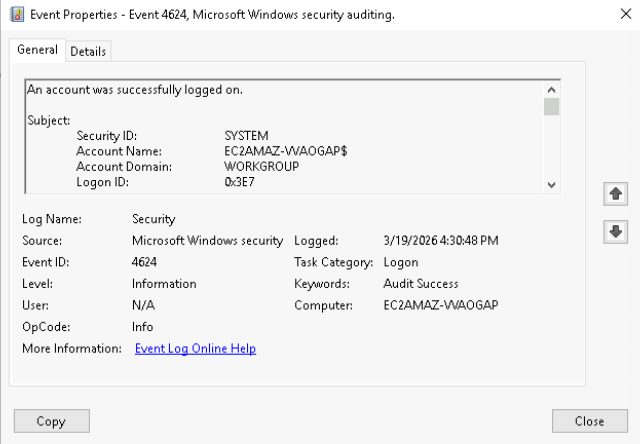 Event Properties - Event 4624, Microsoft Windows security auditing.
General Details
An account was successfully logged on.
Subject:
Security ID: SYSTEM
Account Name: EC2AMAZ-VVAOGAP$
Account Domain: WORKGROUP
Logon ID: 0x3E7
Log Name: Security
Source: Microsoft Windows security Logged: 3/19/2026 4:30:48 PM
Event ID: 4624 Task Category: Logon
Level: Information Keywords: Audit Success
User: N/A Computer: EC2AMAZ-VVAOGAP
OpCode: Info
More Information: Event Log Online Help
Copy Close